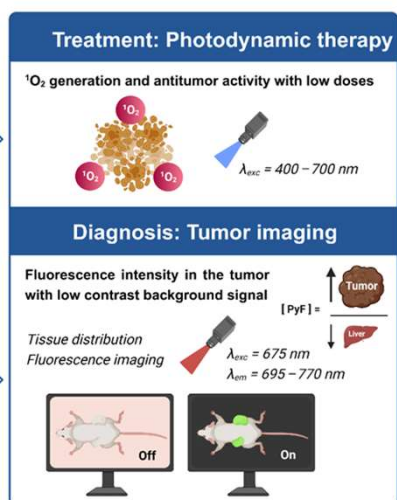 Treatment: Photodynamic therapy
¹O₂ generation and antitumor activity with low doses
¹O₂
¹O₂
¹O₂
λexc = 400 – 700 nm
Diagnosis: Tumor imaging
Fluorescence intensity in the tumor
with low contrast background signal
[PyF] =
Tumor
Liver
Tissue distribution
Fluorescence imaging
λexc = 675 nm
λem = 695 – 770 nm
Off
On